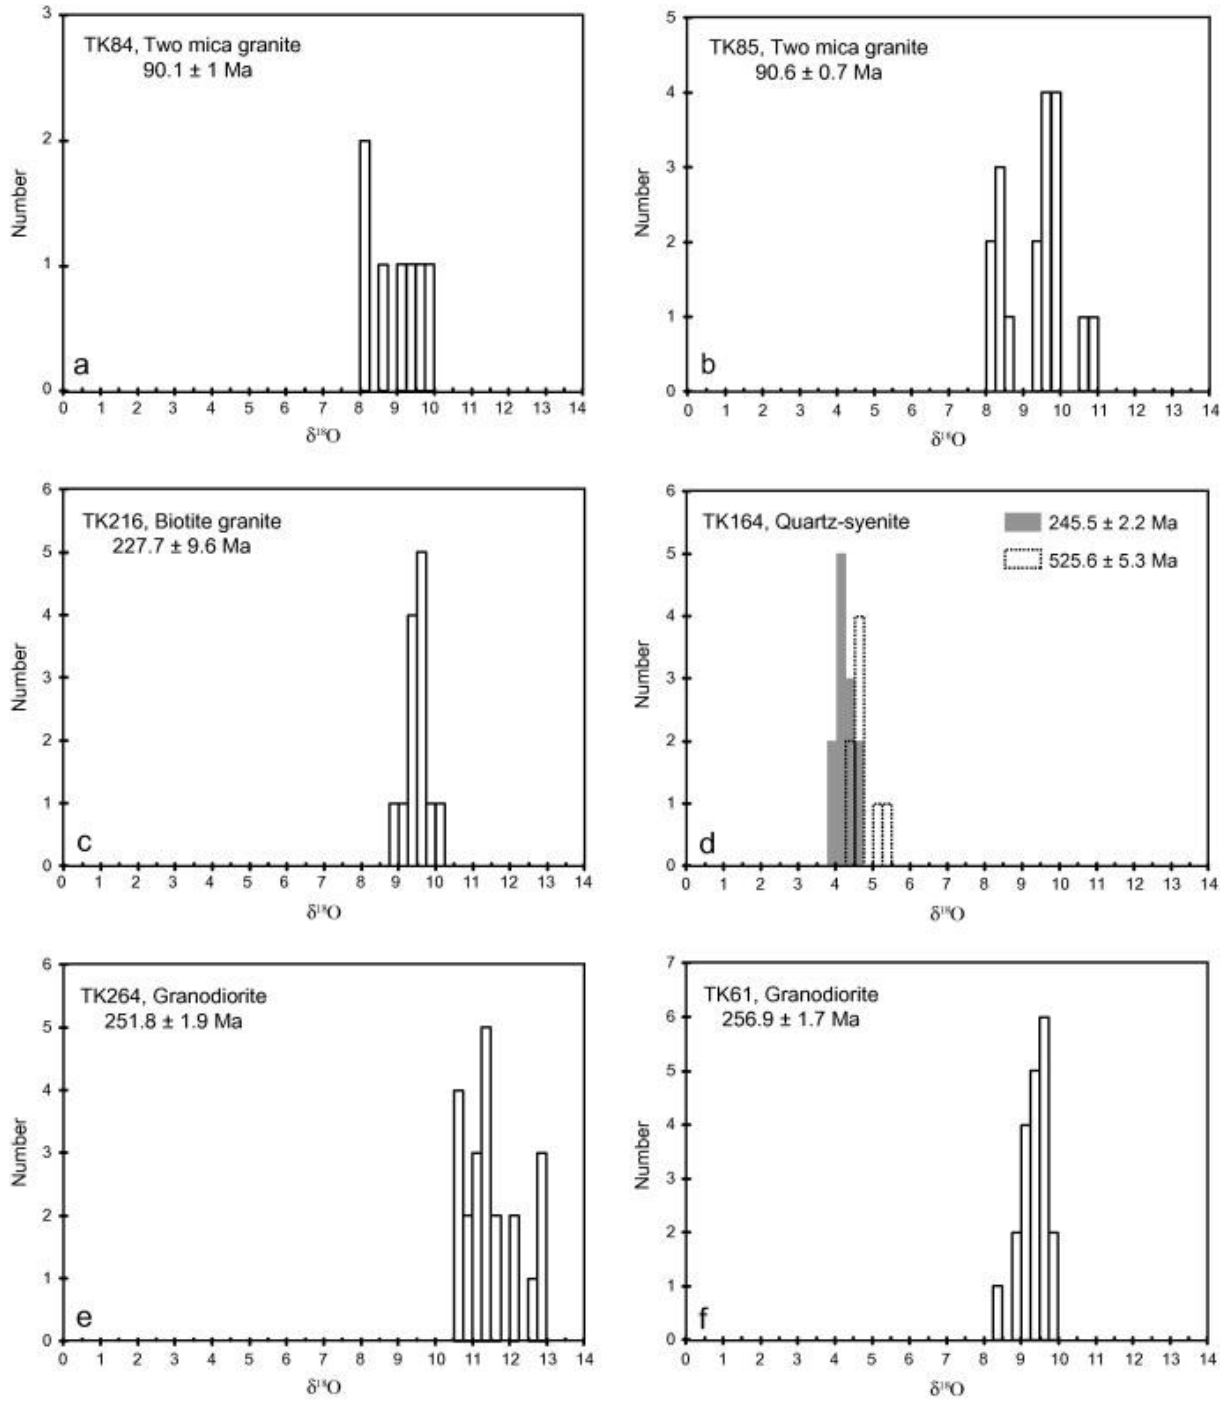 3
2
1
0
Number
TK84, Two mica granite
90.1 ± 1 Ma
a
0 1 2 3 4 5 6 7 8 9 10 11 12 13 14
δ¹⁸O
5
4
3
2
1
0
Number
TK85, Two mica granite
90.6 ± 0.7 Ma
b
0 1 2 3 4 5 6 7 8 9 10 11 12 13 14
δ¹⁸O
6
5
4
3
2
1
0
Number
TK216, Biotite granite
227.7 ± 9.6 Ma
c
0 1 2 3 4 5 6 7 8 9 10 11 12 13 14
δ¹⁸O
6
5
4
3
2
1
0
Number
TK164, Quartz-syenite
245.5 ± 2.2 Ma
525.6 ± 5.3 Ma
d
0 1 2 3 4 5 6 7 8 9 10 11 12 13 14
δ¹⁸O
6
5
4
3
2
1
0
Number
TK264, Granodiorite
251.8 ± 1.9 Ma
e
0 1 2 3 4 5 6 7 8 9 10 11 12 13 14
δ¹⁸O
7
6
5
4
3
2
1
0
Number
TK61, Granodiorite
256.9 ± 1.7 Ma
f
0 1 2 3 4 5 6 7 8 9 10 11 12 13 14
δ¹⁸O